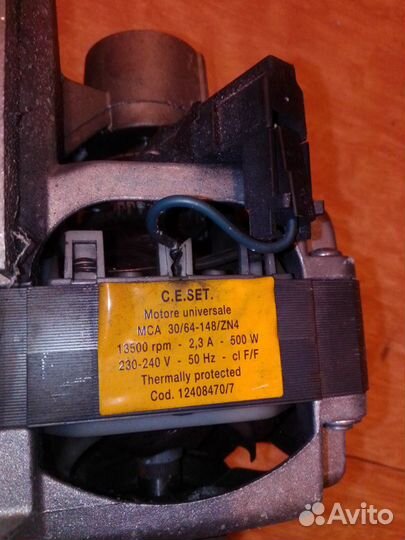 C.E.SET.
Motore universale
MCA 30/64-148/ZN4
13500 rpm - 2,3 A - 500 W
230-240 V - 50 Hz - cl F/F
Thermally protected
Cod. 12408470/7
Avito